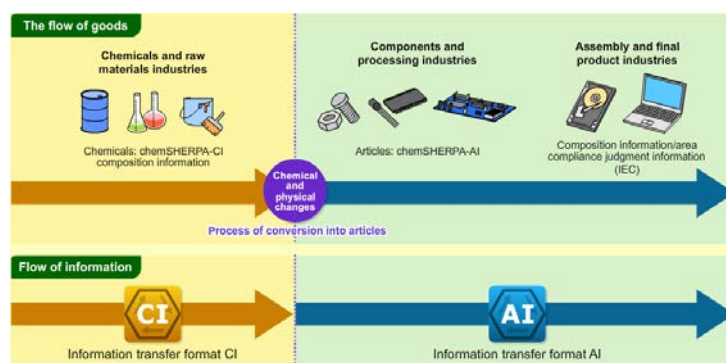 The flow of goods
Chemicals and raw
materials industries
Chemicals: chemSHERPA-CI
composition information
Components and
processing industries
Articles: chemSHERPA-AI
Assembly and final
product industries
Composition information/area
compliance judgment information
(IEC)
Chemical
and
physical
changes
Process of conversion into articles
Flow of information
CI
Information transfer format CI
AI
Information transfer format AI